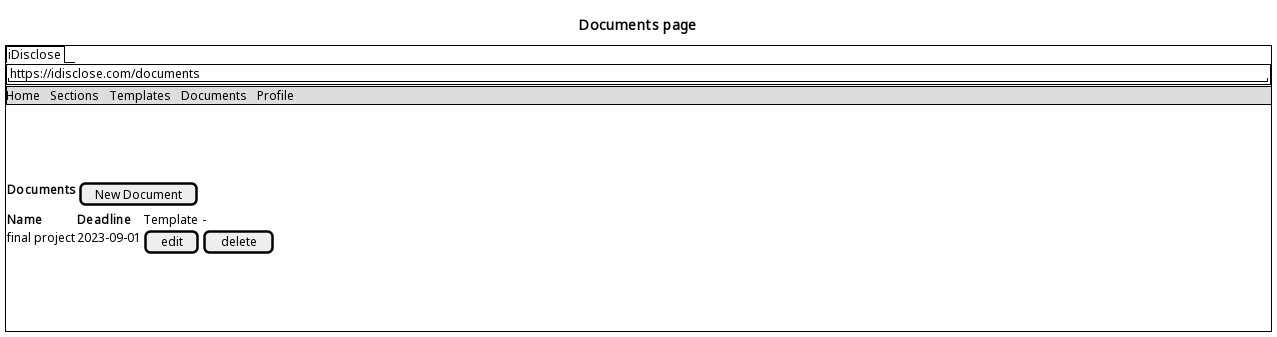 Documents page
iDisclose
https://idisclose.com/documents
Home Sections Templates Documents Profile
Documents New Document
Name Deadline Template -
final project 2023-09-01 edit delete